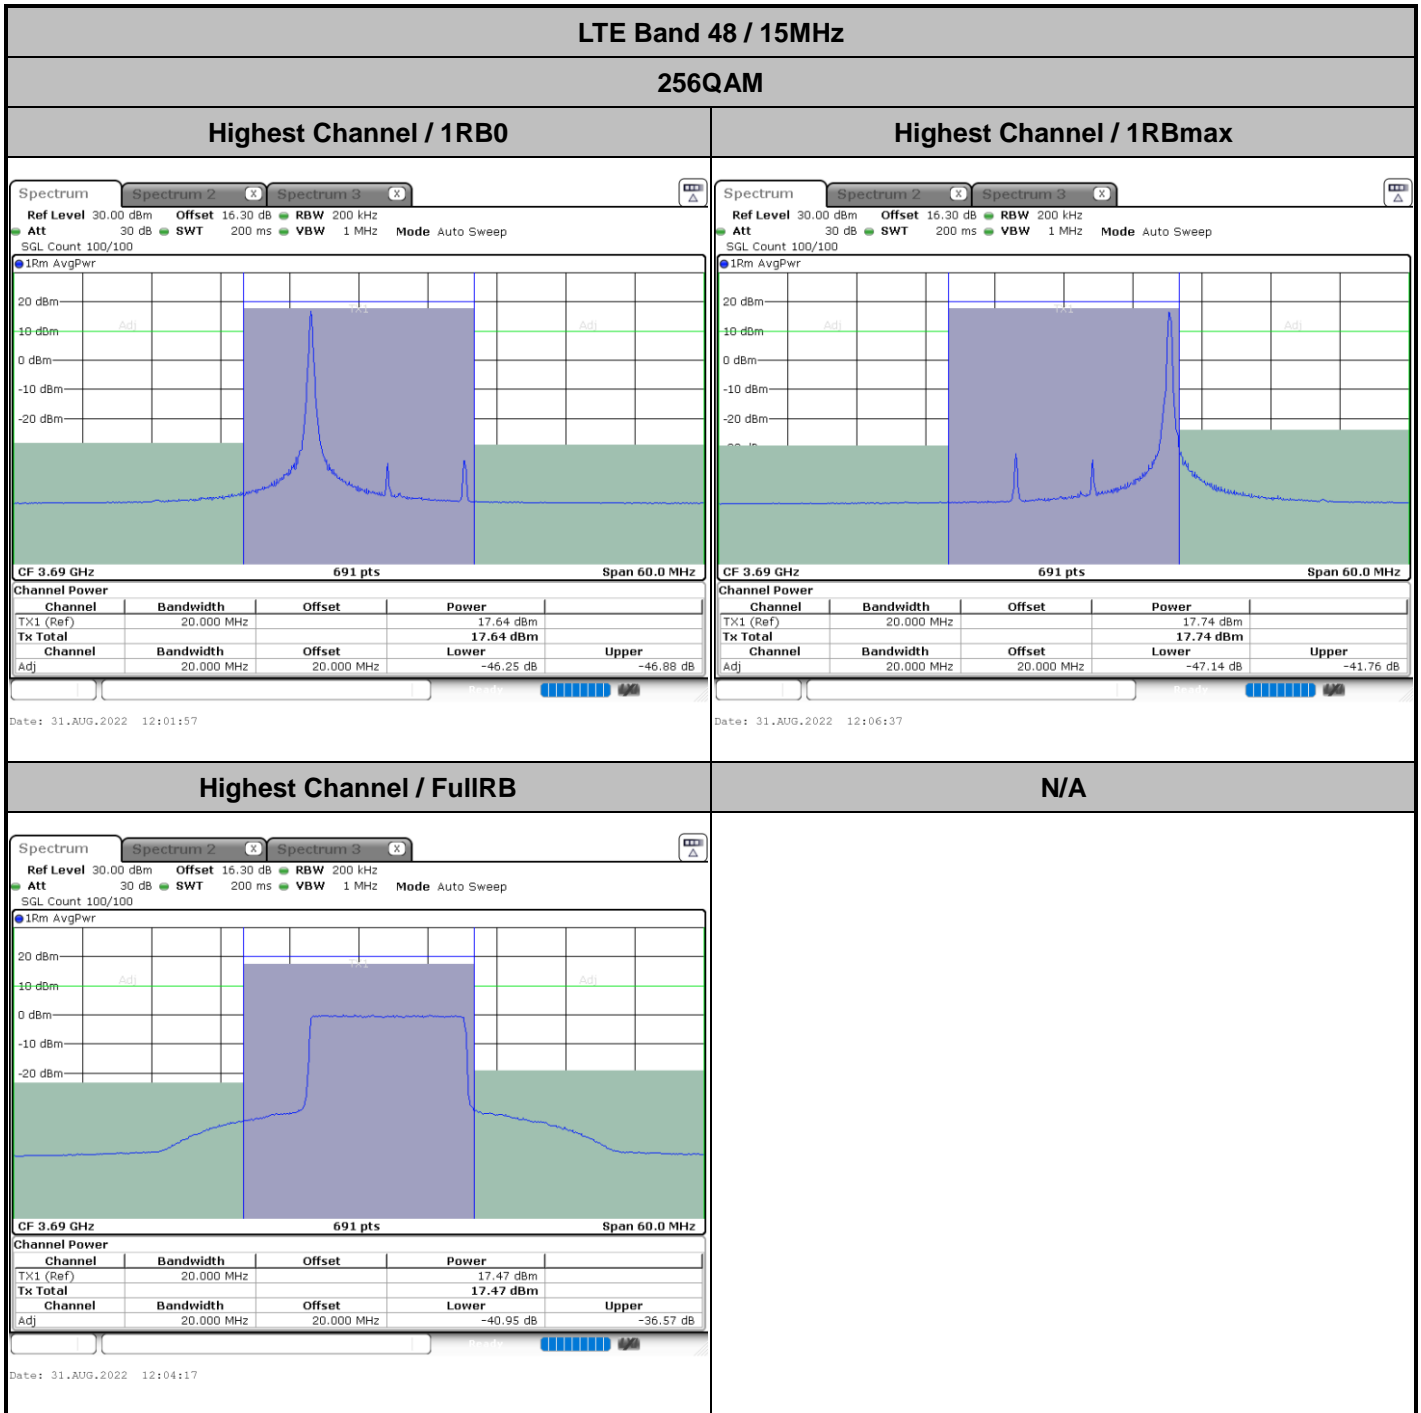 LTE Band 48 / 15MHz
256QAM
Highest Channel / 1RB0
Highest Channel / 1RBmax
Spectrum Spectrum 2 X Spectrum 3 X
Ref Level 30.00 dBm Offset 16.30 dB RBW 200 kHz
Att 30 dB SWT 200 ms VBW 1 MHz Mode Auto Sweep
SGL Count 100/100
1Rm AvgPwr
TX1
20 dBm
Adj Adj
10 dBm
0 dBm
-10 dBm
-20 dBm
CF 3.69 GHz 691 pts Span 60.0 MHz
Channel Power
Channel Bandwidth Offset Power
TX1 (Ref) 20.000 MHz 17.64 dBm
Tx Total 17.64 dBm
Channel Bandwidth Offset Lower Upper
Adj 20.000 MHz 20.000 MHz -46.25 dB -46.88 dB
Ready
Date: 31.AUG.2022 12:01:57
Spectrum Spectrum 2 X Spectrum 3 X
Ref Level 30.00 dBm Offset 16.30 dB RBW 200 kHz
Att 30 dB SWT 200 ms VBW 1 MHz Mode Auto Sweep
SGL Count 100/100
1Rm AvgPwr
TX1
20 dBm
Adj Adj
10 dBm
0 dBm
-10 dBm
-20 dBm
CF 3.69 GHz 691 pts Span 60.0 MHz
Channel Power
Channel Bandwidth Offset Power
TX1 (Ref) 20.000 MHz 17.74 dBm
Tx Total 17.74 dBm
Channel Bandwidth Offset Lower Upper
Adj 20.000 MHz 20.000 MHz -47.14 dB -41.76 dB
Ready
Date: 31.AUG.2022 12:06:37
Highest Channel / FullRB
N/A
Spectrum Spectrum 2 X Spectrum 3 X
Ref Level 30.00 dBm Offset 16.30 dB RBW 200 kHz
Att 30 dB SWT 200 ms VBW 1 MHz Mode Auto Sweep
SGL Count 100/100
1Rm AvgPwr
20 dBm
TX1
Adj Adj
10 dBm
0 dBm
-10 dBm
-20 dBm
CF 3.69 GHz 691 pts Span 60.0 MHz
Channel Power
Channel Bandwidth Offset Power
TX1 (Ref) 20.000 MHz 17.47 dBm
Tx Total 17.47 dBm
Channel Bandwidth Offset Lower Upper
Adj 20.000 MHz 20.000 MHz -40.95 dB -36.57 dB
Ready
Date: 31.AUG.2022 12:04:17